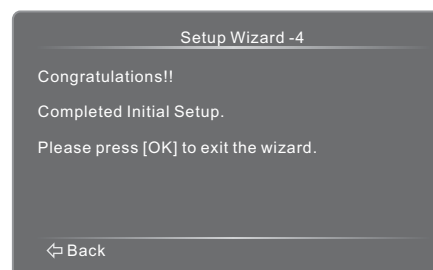 Setup Wizard -4
Congratulations!!
Completed Initial Setup.
Please press [OK] to exit the wizard.
Back